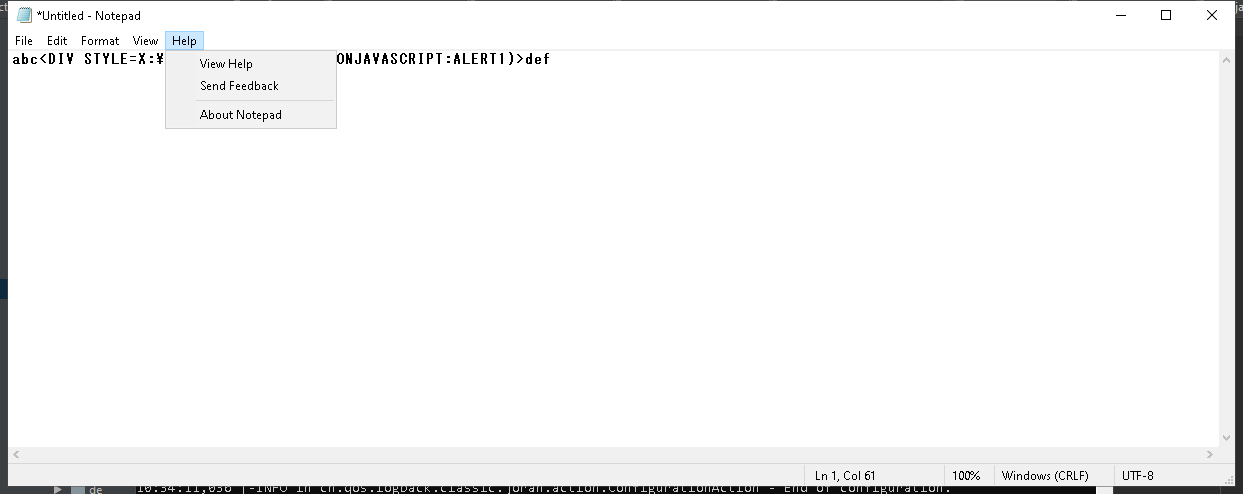 *Untitled - Notepad
File Edit Format View Help
abc<DIV STYLE=X:¥ ONJAVASCRIPT:ALERT1)>def
View Help
Send Feedback
About Notepad
Ln 1, Col 61 100% Windows (CRLF) UTF-8
de 10:54:11,056 |-INFO in ch.qos.logback.classic.joran.action.ConfigurationAction - End of configuration.